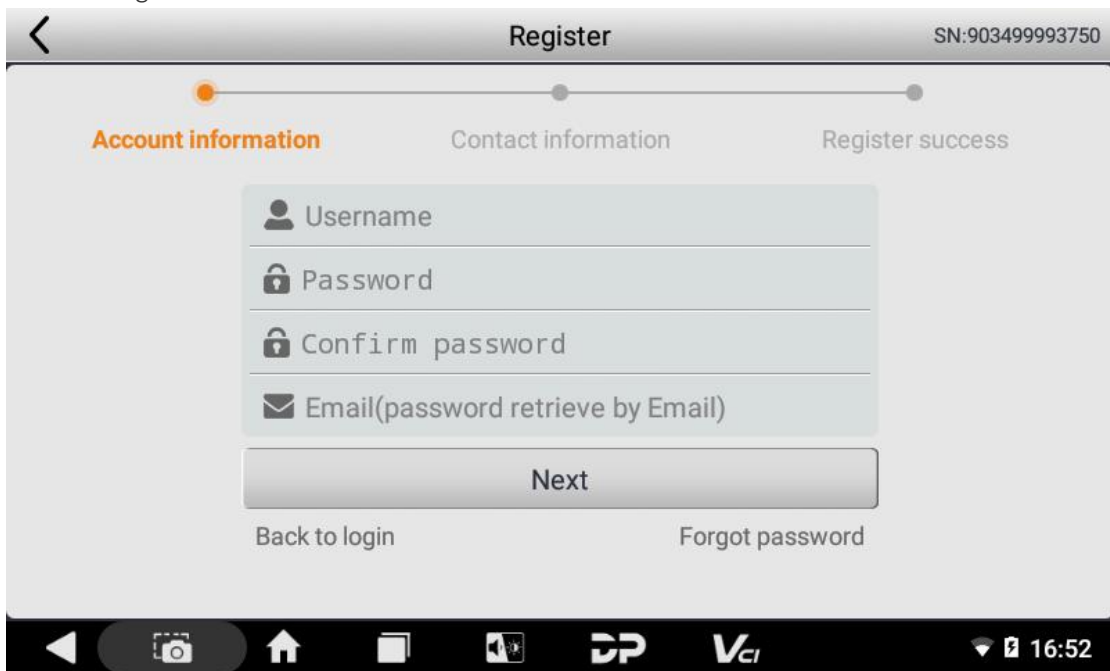 Register
SN:903499993750
Account information
Contact information
Register success
Username
Password
Confirm password
Email(password retrieve by Email)
Next
Back to login
Forgot password
DP
VCI
16:52